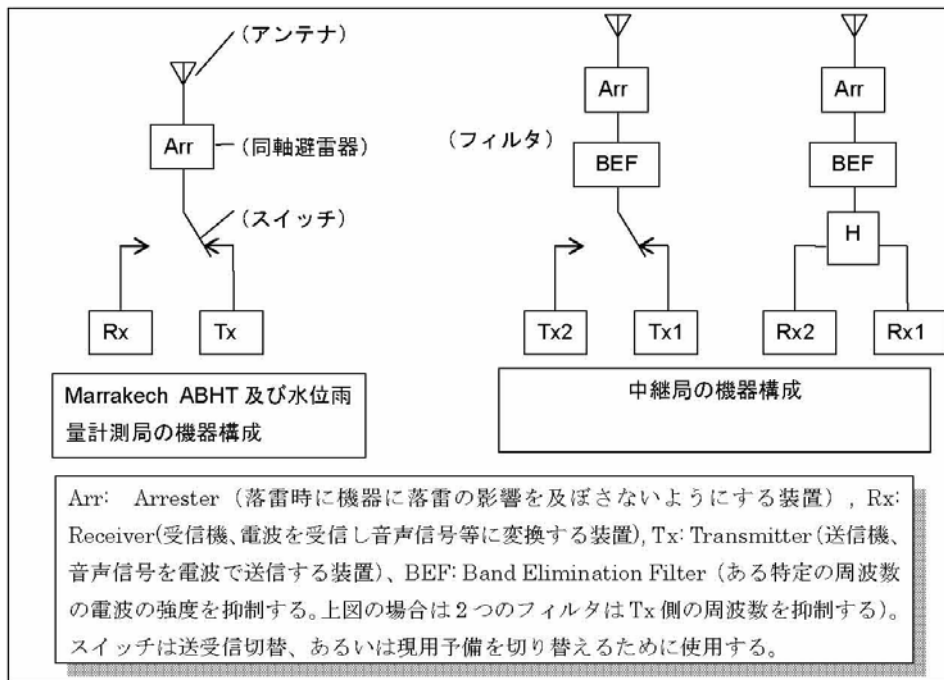 (アンテナ)
Arr
(同軸避雷器)
(スイッチ)
Rx
Tx
Marrakech ABHT 及び水位雨
量計測局の機器構成
(フィルタ)
Arr
BEF
Tx2
Tx1
Arr
BEF
H
Rx2
Rx1
中継局の機器構成
Arr: Arrester（落雷時に機器に落雷の影響を及ぼさないようにする装置）, Rx:
Receiver(受信機、電波を受信し音声信号等に変換する装置), Tx: Transmitter（送信機、
音声信号を電波で送信する装置）、BEF: Band Elimination Filter（ある特定の周波数
の電波の強度を抑制する。上図の場合は２つのフィルタは Tx 側の周波数を抑制する）。
スイッチは送受信切替、あるいは現用予備を切り替えるために使用する。